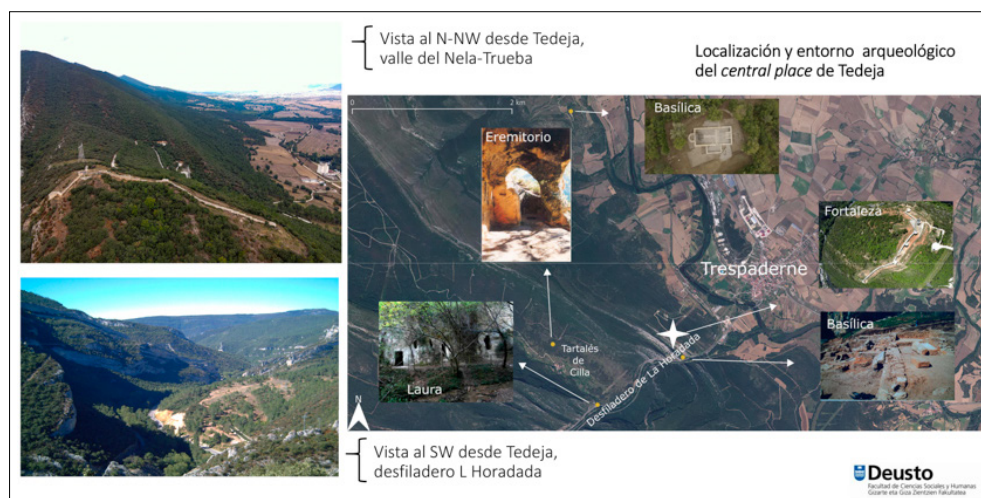 Vista al N-NW desde Tedeja,
valle del Nela-Trueba
Localización y entorno arqueológico
del central place de Tedeja
0
2 km
Eremitorio
Basílica
Fortaleza
Trespaderne
Basílica
Tartalés
de
Cilla
Desfiladero de La Horadada
Laura
N
Vista al SW desde Tedeja,
desfiladero L Horadada
Deusto
Facultad de Ciencias Sociales y Humanas
Gizarte eta Giza Zientzien Fakultatea